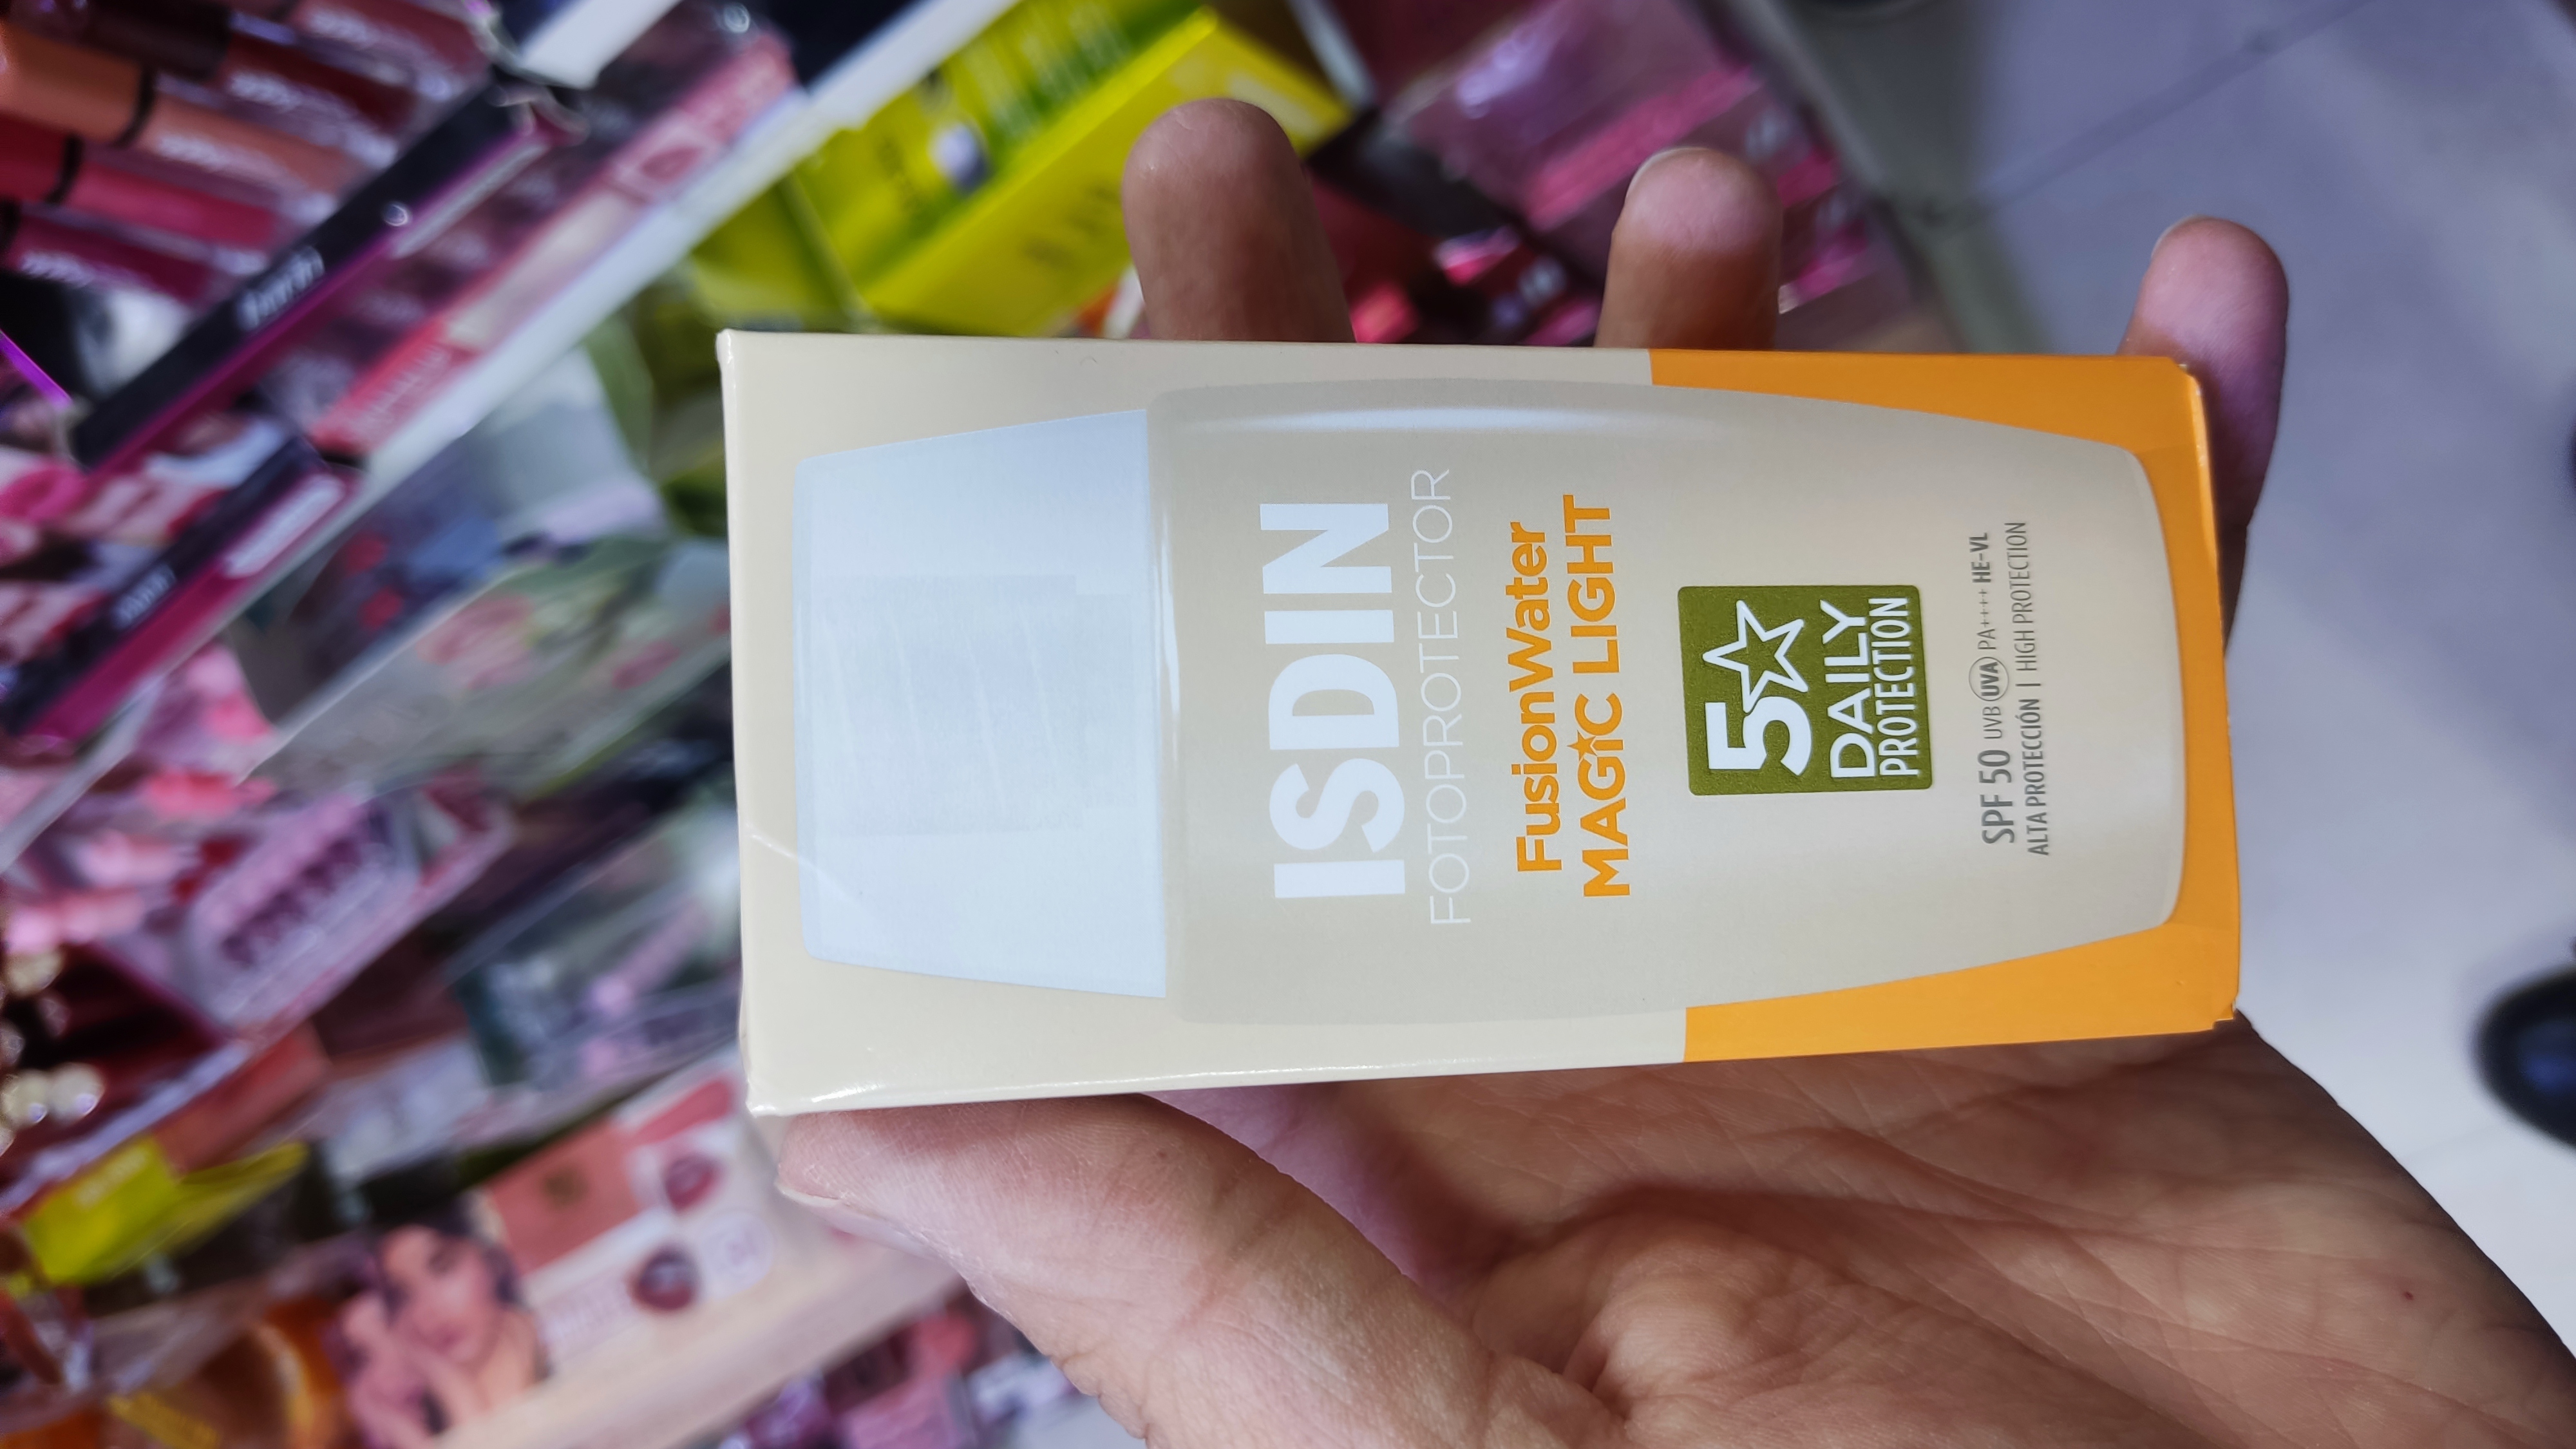 ISDIN
FOTOPROTECTOR
FusionWater
MAGIC LIGHT
5
DAILY
PROTECTION
SPF 50 UVB UVA PA++++ HE-VL
ALTA PROTECCIÓN | HIGH PROTECTION